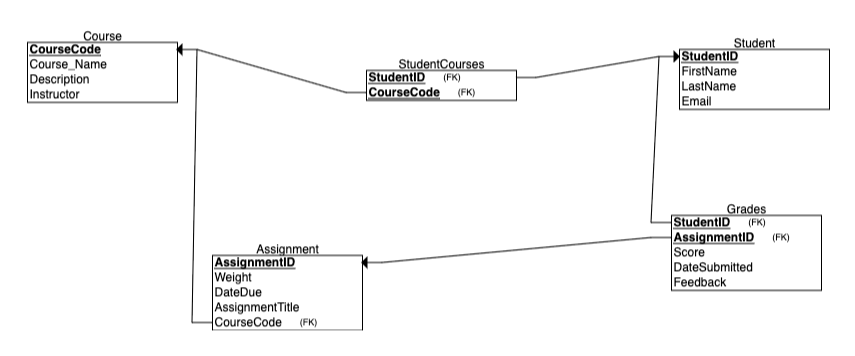 Course
CourseCode
Course_Name
Description
Instructor
StudentCourses
StudentID (FK)
CourseCode (FK)
Student
StudentID
FirstName
LastName
Email
Grades
StudentID (FK)
AssignmentID (FK)
Score
DateSubmitted
Feedback
Assignment
AssignmentID
Weight
DateDue
AssignmentTitle
CourseCode (FK)